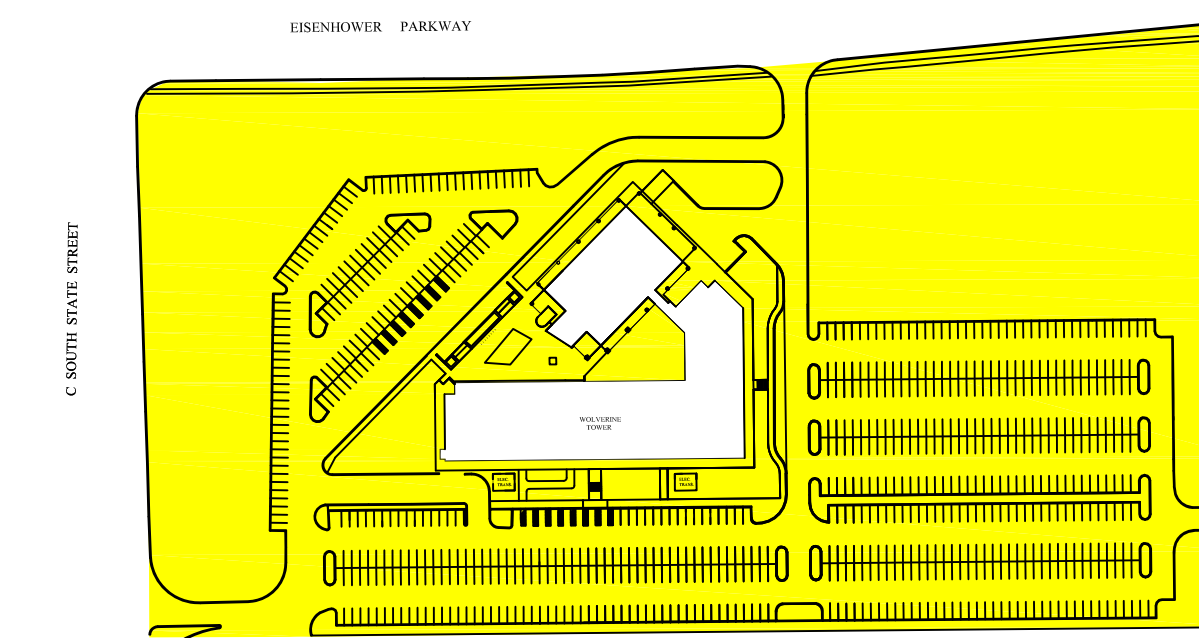 EISENHOWER PARKWAY
C SOUTH STATE STREET
WOLVERINE
TOWER
ELEC
TRANS.
ELEC
TRANS.